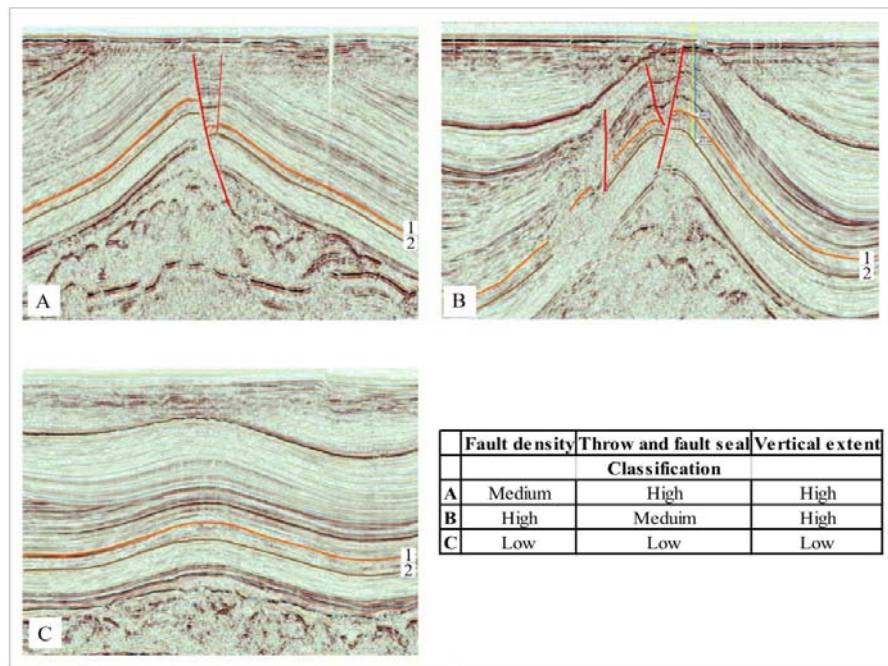 1
2
A
1
2
B
1
2
C
Fault density Throw and fault seal Vertical extent
Classification
A Medium High High
B High Meduim High
C Low Low Low